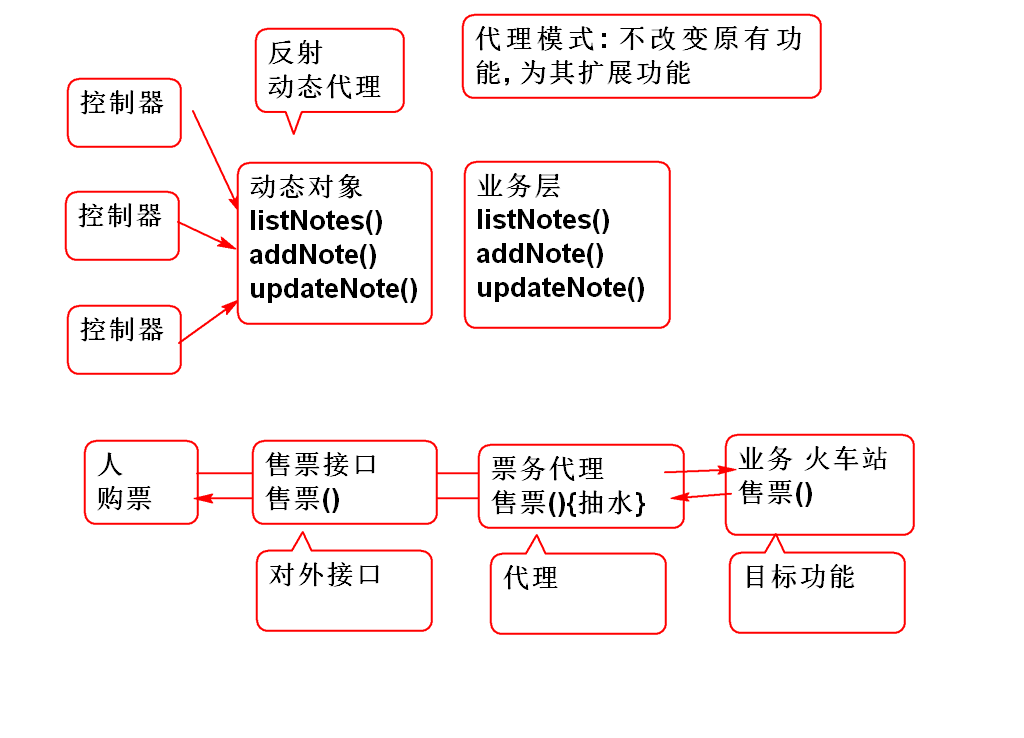 反射
动态代理
代理模式: 不改变原有功
能, 为其扩展功能
控制器
控制器
控制器
动态对象
listNotes()
addNote()
updateNote()
业务层
listNotes()
addNote()
updateNote()
人
购票
售票接口
售票()
票务代理
售票(){抽水}
业务 火车站
售票()
对外接口
代理
目标功能